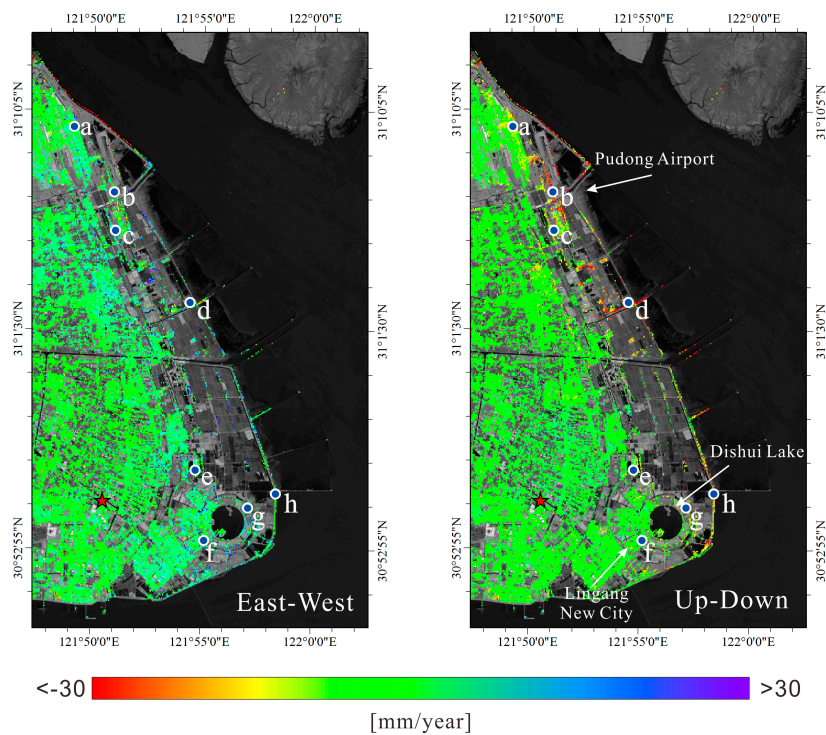 121°50'0"E 121°55'0"E 122°0'0"E
121°50'0"E 121°55'0"E 122°0'0"E
31°10'5"N
31°1'30"N
30°52'55"N
a
b
c
d
e
f
g
h
East-West
31°10'5"N
31°1'30"N
30°52'55"N
a
b
c
d
e
f
g
h
Pudong Airport
Dishui Lake
Lingang
New City
Up-Down
31°10'5"N
31°1'30"N
30°52'55"N
31°10'5"N
31°1'30"N
30°52'55"N
121°50'0"E 121°55'0"E 122°0'0"E
121°50'0"E 121°55'0"E 122°0'0"E
<-30 >30
[mm/year]